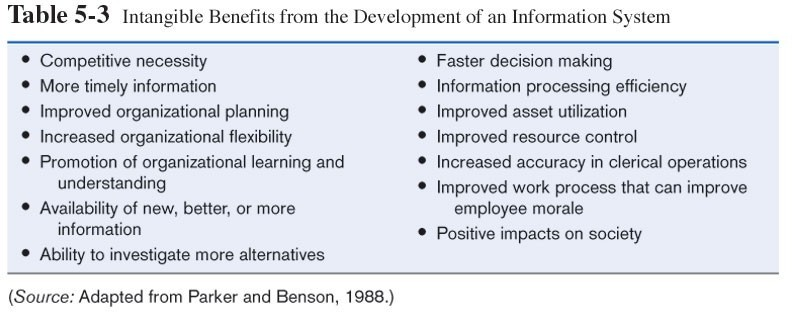 Table 5-3 Intangible Benefits from the Development of an Information System
• Competitive necessity
• More timely information
• Improved organizational planning
• Increased organizational flexibility
• Promotion of organizational learning and
understanding
• Availability of new, better, or more
information
• Ability to investigate more alternatives
• Faster decision making
• Information processing efficiency
• Improved asset utilization
• Improved resource control
• Increased accuracy in clerical operations
• Improved work process that can improve
employee morale
• Positive impacts on society
(Source: Adapted from Parker and Benson, 1988.)